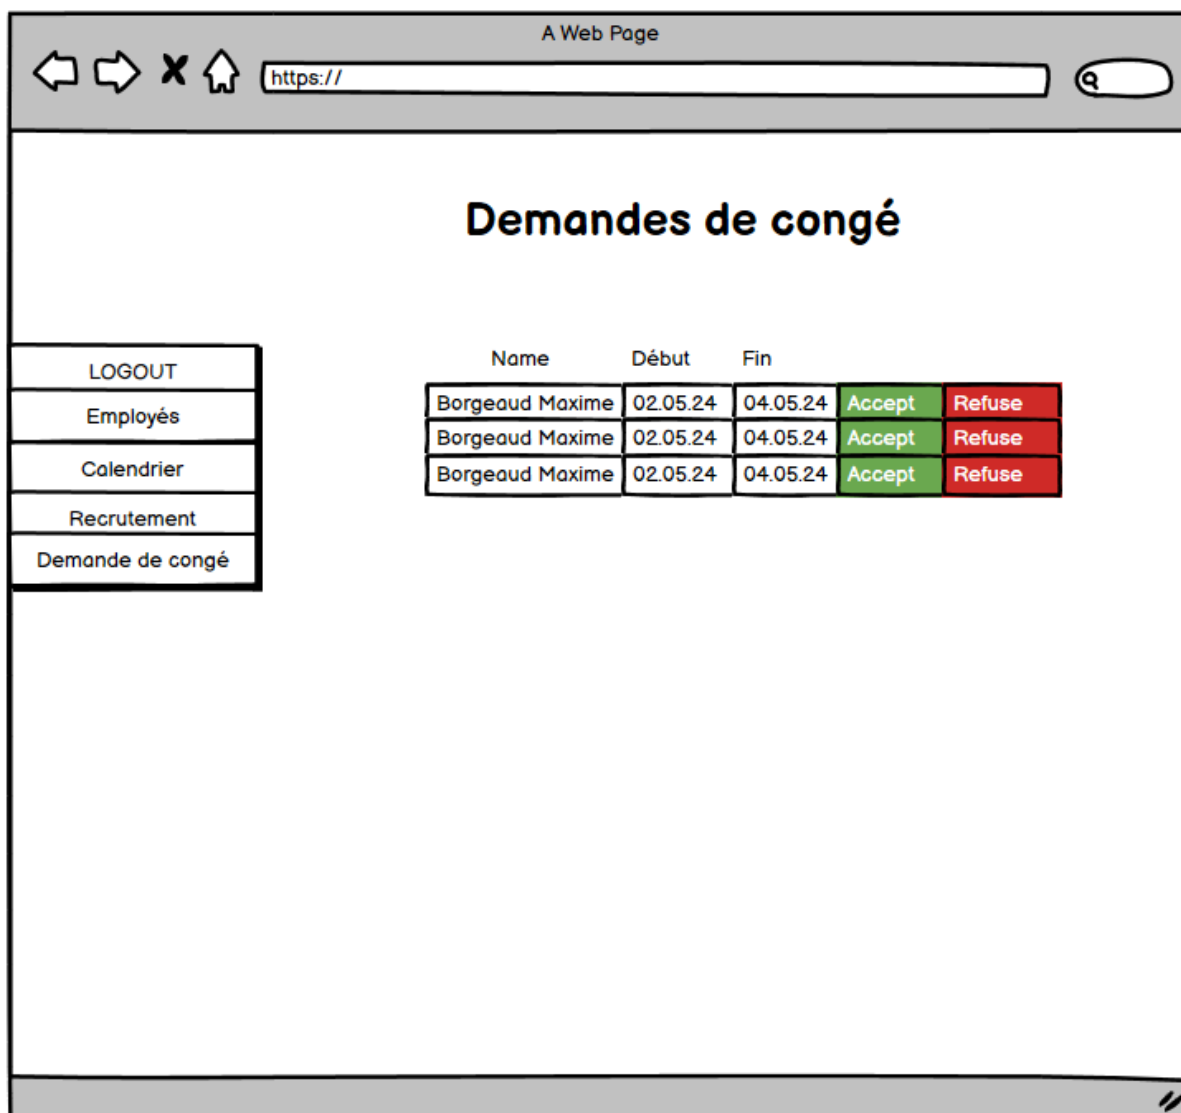 A Web Page
https://
Demandes de congé
LOGOUT
Employés
Calendrier
Recrutement
Demande de congé
Name Début Fin
Borgeaud Maxime 02.05.24 04.05.24 Accept Refuse
Borgeaud Maxime 02.05.24 04.05.24 Accept Refuse
Borgeaud Maxime 02.05.24 04.05.24 Accept Refuse